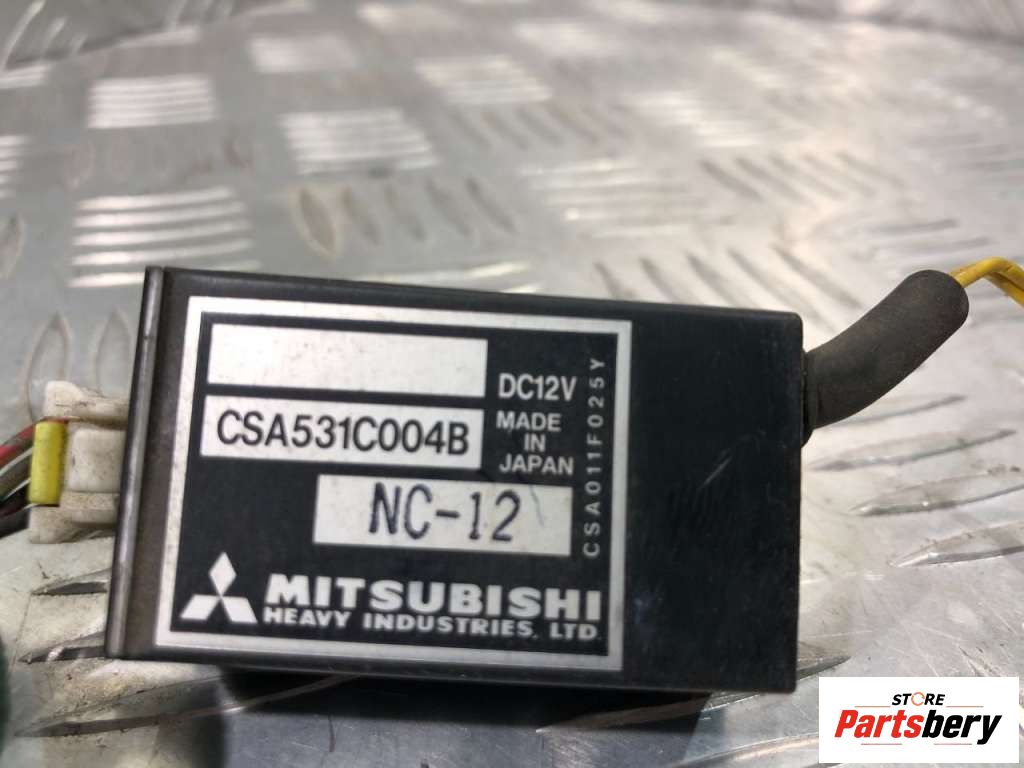 DC12V
CSA531C004B
MADE
IN
JAPAN
NC-12
CSA011F025Y
MITSUBISHI
HEAVY INDUSTRIES, LTD.
STORE
Partsbery